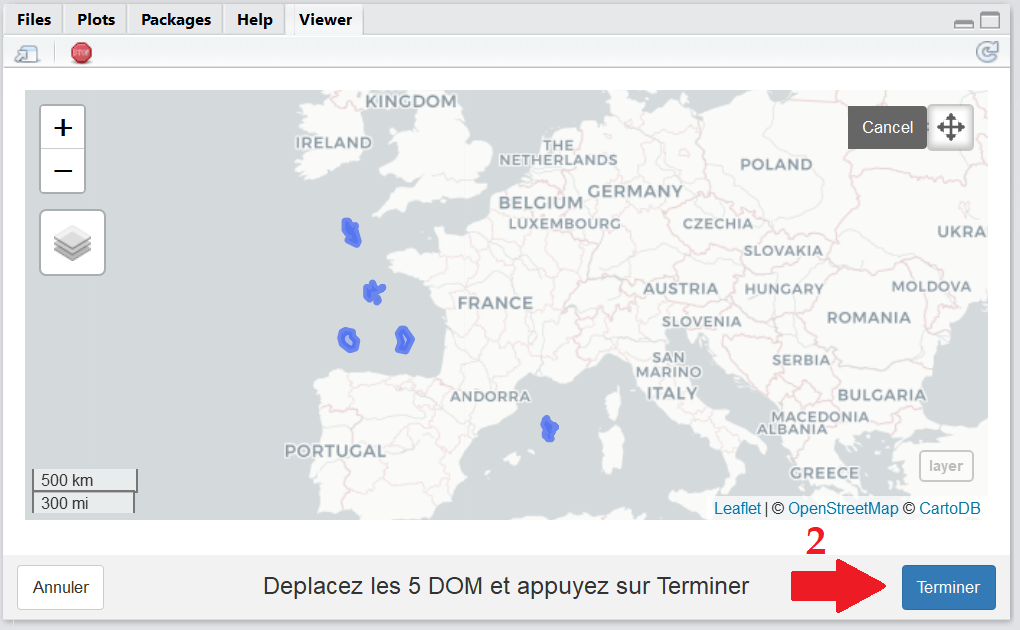 Files Plots Packages Help Viewer
STOP
KINGDOM
+
IRELAND
Cancel
THE
NETHERLANDS
POLAND
−
BELGIUM
GERMANY
LUXEMBOURG
CZECHIA
UKRA
SLOVAKIA
AUSTRIA
HUNGARY
MOLDOVA
FRANCE
SLOVENIA
ROMANIA
SAN
MARINO
SERBIA
ITALY
ANDORRA
BULGARIA
MACEDONIA
ALBANIA
PORTUGAL
layer
GREECE
500 km
300 mi
Leaflet | © OpenStreetMap © CartoDB
2
Annuler
Deplacez les 5 DOM et appuyez sur Terminer
Terminer